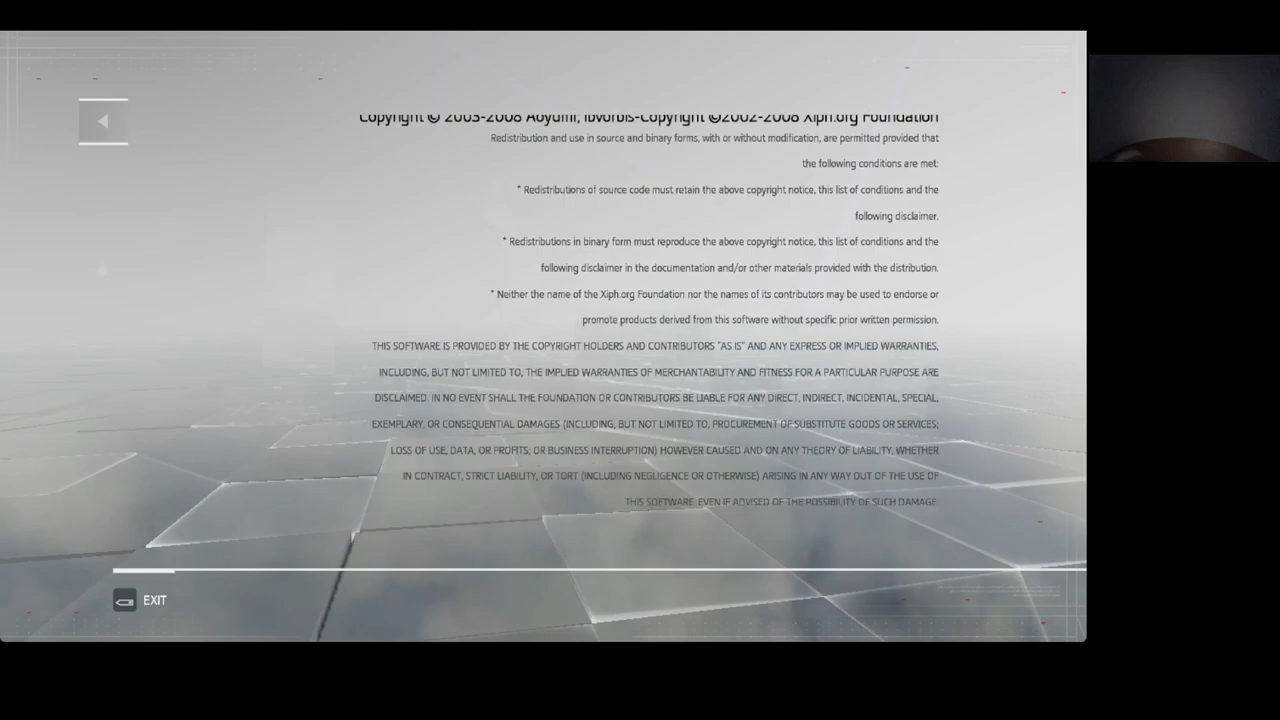 Copyright © 2003-2008 Aoyumi, libvorbis-Copyright ©2002-2008 Xiph.org Foundation
Redistribution and use in source and binary forms, with or without modification, are permitted provided that
the following conditions are met:
* Redistributions of source code must retain the above copyright notice, this list of conditions and the
following disclaimer.
* Redistributions in binary form must reproduce the above copyright notice, this list of conditions and the
following disclaimer in the documentation and/or other materials provided with the distribution.
* Neither the name of the Xiph.org Foundation nor the names of its contributors may be used to endorse or
promote products derived from this software without specific prior written permission.
THIS SOFTWARE IS PROVIDED BY THE COPYRIGHT HOLDERS AND CONTRIBUTORS "AS IS" AND ANY EXPRESS OR IMPLIED WARRANTIES,
INCLUDING, BUT NOT LIMITED TO, THE IMPLIED WARRANTIES OF MERCHANTABILITY AND FITNESS FOR A PARTICULAR PURPOSE ARE
DISCLAIMED. IN NO EVENT SHALL THE FOUNDATION OR CONTRIBUTORS BE LIABLE FOR ANY DIRECT, INDIRECT, INCIDENTAL, SPECIAL,
EXEMPLARY, OR CONSEQUENTIAL DAMAGES (INCLUDING, BUT NOT LIMITED TO, PROCUREMENT OF SUBSTITUTE GOODS OR SERVICES;
LOSS OF USE, DATA, OR PROFITS; OR BUSINESS INTERRUPTION) HOWEVER CAUSED AND ON ANY THEORY OF LIABILITY, WHETHER
IN CONTRACT, STRICT LIABILITY, OR TORT (INCLUDING NEGLIGENCE OR OTHERWISE) ARISING IN ANY WAY OUT OF THE USE OF
THIS SOFTWARE, EVEN IF ADVISED OF THE POSSIBILITY OF SUCH DAMAGE.
EXIT